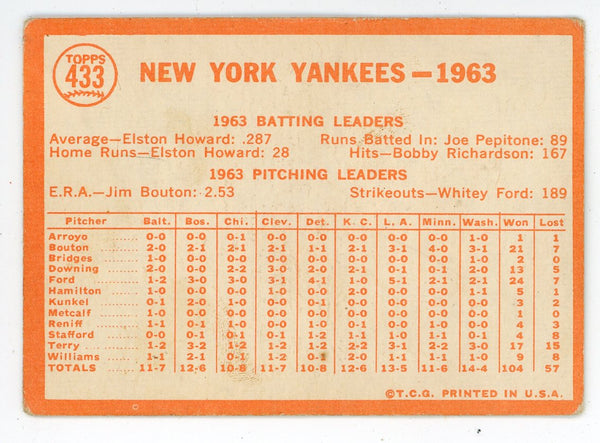 TOPPS
433
NEW YORK YANKEES—1963
1963 BATTING LEADERS
Average—Elston Howard: .287 Runs Batted In: Joe Pepitone: 89
Home Runs—Elston Howard: 28 Hits—Bobby Richardson: 167
1963 PITCHING LEADERS
E.R.A.—Jim Bouton: 2.53 Strikeouts—Whitey Ford: 189
Pitcher Balt. Bos. Chi. Clev. Det. K. C. L. A. Minn. Wash. Won Lost
Arroyo ........ 0-0 0-0 0-1 0-0 0-0 0-0 0-0 0-0 1-0 1 1
Bouton ........ 2-0 2-1 2-1 2-1 1-1 2-1 3-1 4-0 3-1 21 7
Bridges ........ 1-0 0-0 0-0 0-0 0-0 0-0 0-0 0-0 1-0 2 0
Downing ........ 2-0 0-0 2-2 3-0 2-0 0-1 1-1 2-1 1-0 13 5
Ford ........ 1-2 3-0 3-0 3-1 4-1 1-0 5-1 2-1 2-1 24 7
Hamilton ........ 0-1 1-0 0-0 1-0 0-0 1-0 1-0 0-0 1-0 5 1
Kunkel ........ 0-1 2-0 1-0 0-0 0-0 0-0 0-0 0-1 0-0 3 2
Metcalf ........ 0-0 0-0 1-0 0-0 0-0 0-0 0-0 0-0 0-0 1 0
Reniff ........ 1-1 0-1 0-0 0-0 0-0 1-0 1-0 0-0 1-1 4 3
Stafford ........ 0-0 0-1 0-1 0-1 1-2 2-0 0-1 0-1 1-1 4 8
Terry ........ 1-2 3-2 1-2 1-2 2-3 3-2 1-0 2-2 3-0 17 15
Williams ........ 1-1 2-1 0-1 1-2 0-1 2-0 1-1 1-1 1-0 9 8
TOTALS ........ 11-7 12-6 10-8 11-7 10-8 12-6 13-5 11-6 14-4 104 57
©T.C.G. PRINTED IN U.S.A.